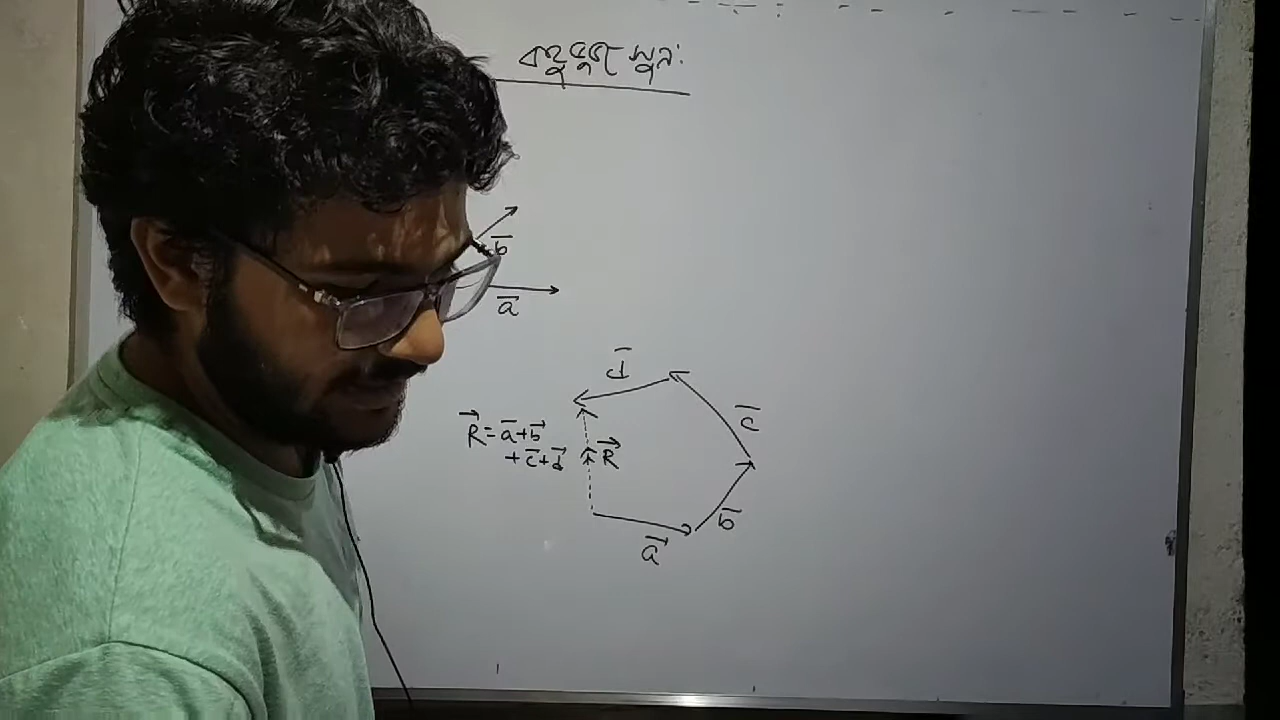 বহুভুজ সূত্র:
b̅
a̅
d̅
c̅
R⃗ = a̅ + b̅
+ c̅ + d̅
R⃗
b̅
a⃗